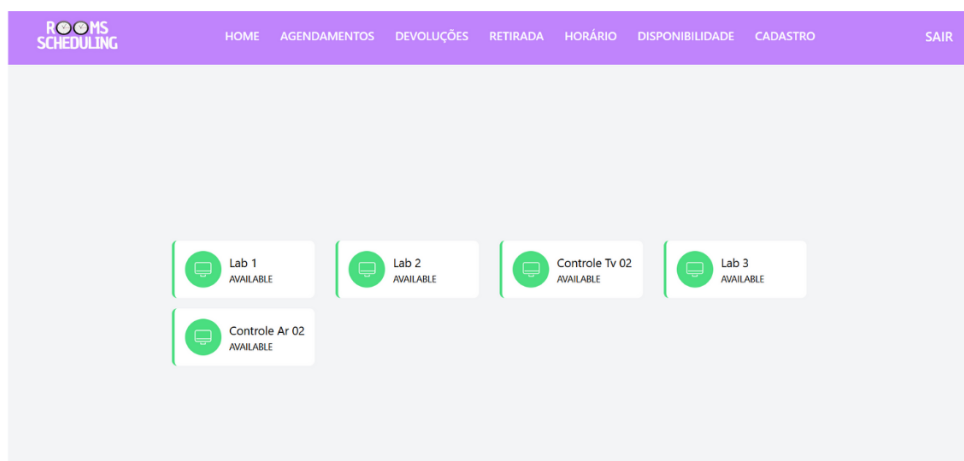 ROOMS
SCHEDULING
HOME AGENDAMENTOS DEVOLUÇÕES RETIRADA HORÁRIO DISPONIBILIDADE CADASTRO SAIR
Lab 1
AVAILABLE
Lab 2
AVAILABLE
Controle Tv 02
AVAILABLE
Lab 3
AVAILABLE
Controle Ar 02
AVAILABLE